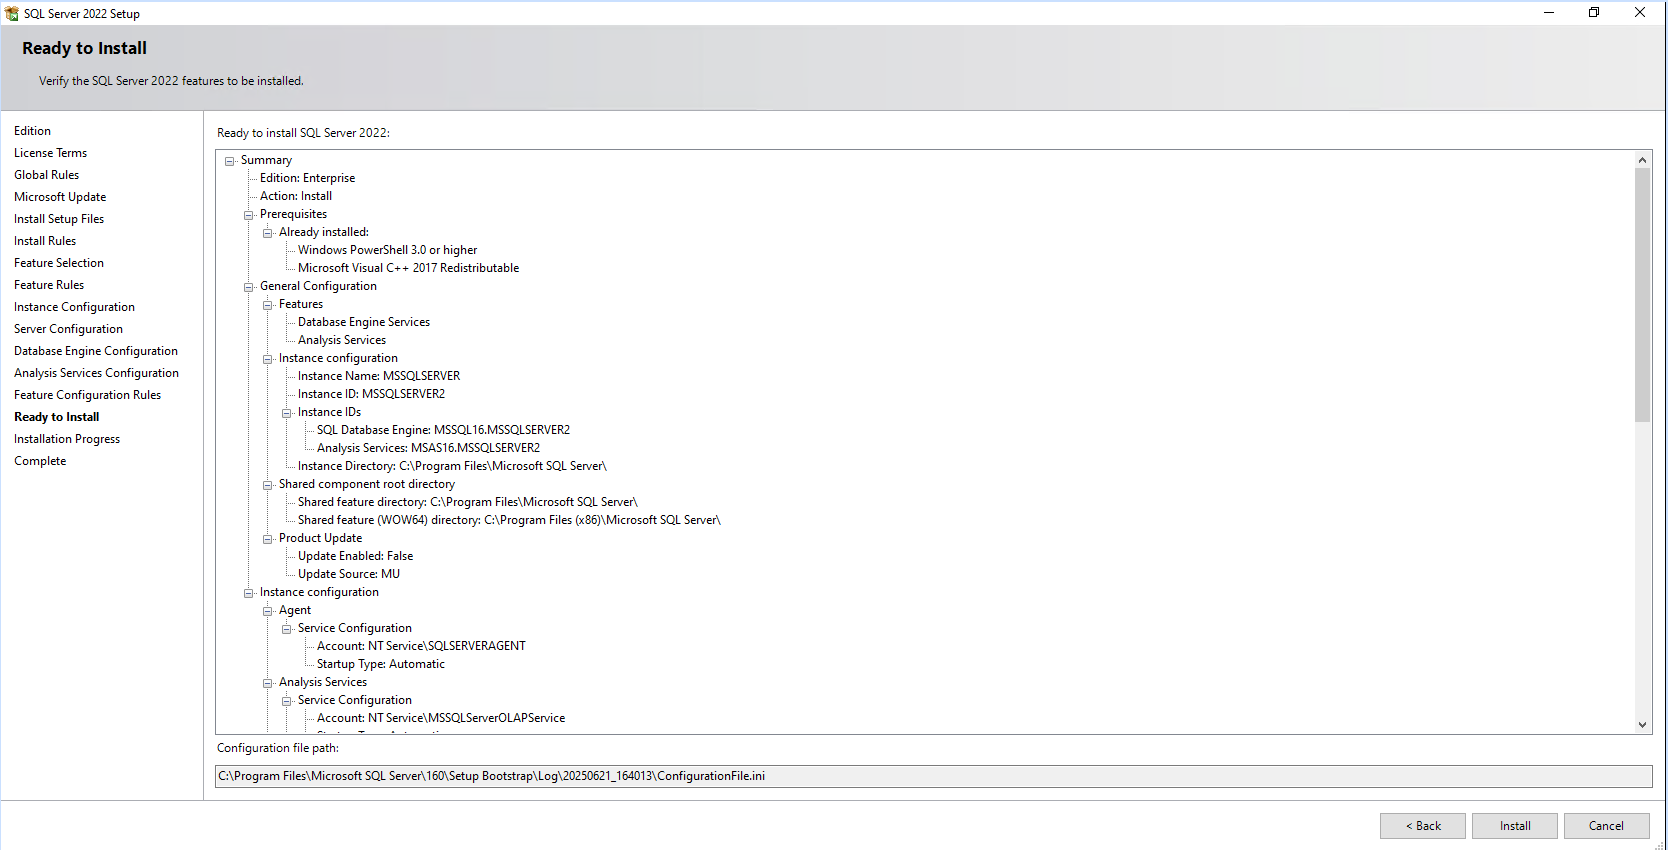 SQL Server 2022 Setup
Ready to Install
Verify the SQL Server 2022 features to be installed.
Edition
License Terms
Global Rules
Microsoft Update
Install Setup Files
Install Rules
Feature Selection
Feature Rules
Instance Configuration
Server Configuration
Database Engine Configuration
Analysis Services Configuration
Feature Configuration Rules
Ready to Install
Installation Progress
Complete
Ready to install SQL Server 2022:
Summary
Edition: Enterprise
Action: Install
Prerequisites
Already installed:
Windows PowerShell 3.0 or higher
Microsoft Visual C++ 2017 Redistributable
General Configuration
Features
Database Engine Services
Analysis Services
Instance configuration
Instance Name: MSSQLSERVER
Instance ID: MSSQLSERVER2
Instance IDs
SQL Database Engine: MSSQL16.MSSQLSERVER2
Analysis Services: MSAS16.MSSQLSERVER2
Instance Directory: C:\Program Files\Microsoft SQL Server\
Shared component root directory
Shared feature directory: C:\Program Files\Microsoft SQL Server\
Shared feature (WOW64) directory: C:\Program Files (x86)\Microsoft SQL Server\
Product Update
Update Enabled: False
Update Source: MU
Instance configuration
Agent
Service Configuration
Account: NT Service\SQLSERVERAGENT
Startup Type: Automatic
Analysis Services
Service Configuration
Account: NT Service\MSSQLServerOLAPService
Configuration file path:
C:\Program Files\Microsoft SQL Server\160\Setup Bootstrap\Log\20250621_164013\ConfigurationFile.ini
< Back
Install
Cancel